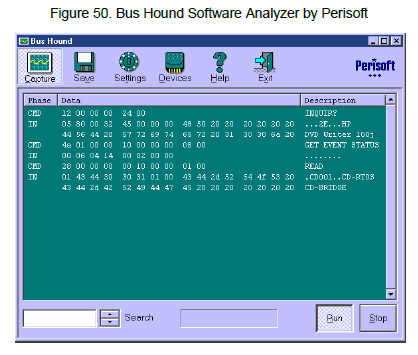 Figure 50. Bus Hound Software Analyzer by Perisoft
Bus Hound
Capture Save Settings Devices Help Exit Perisoft
Phase Data Description
CMD 12 00 00 00 24 00 INQUIRY
IN 05 80 00 32 45 00 00 00 48 50 20 20 20 20 20 20 ...2E...HP
44 56 44 20 57 72 69 74 65 72 20 31 30 30 6a 20 DVD Writer 100j
CMD 4a 01 00 00 10 00 00 00 08 00 GET EVENT STATUS
IN 00 06 04 14 00 02 00 00 ........
CMD 28 00 00 00 00 10 00 00 01 00 READ
IN 01 43 44 30 30 31 01 00 43 44 2d 52 54 4f 53 20 .CD001..CD-RTOS
43 44 2d 42 52 49 44 47 45 20 20 20 20 20 20 20 CD-BRIDGE
Search Run Stop